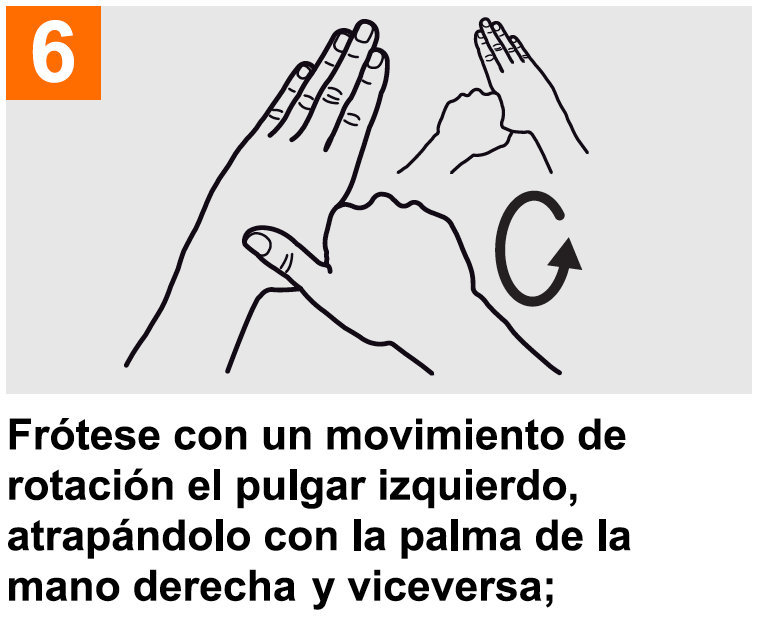 6
Frótese con un movimiento de
rotación el pulgar izquierdo,
atrapándolo con la palma de la
mano derecha y viceversa;